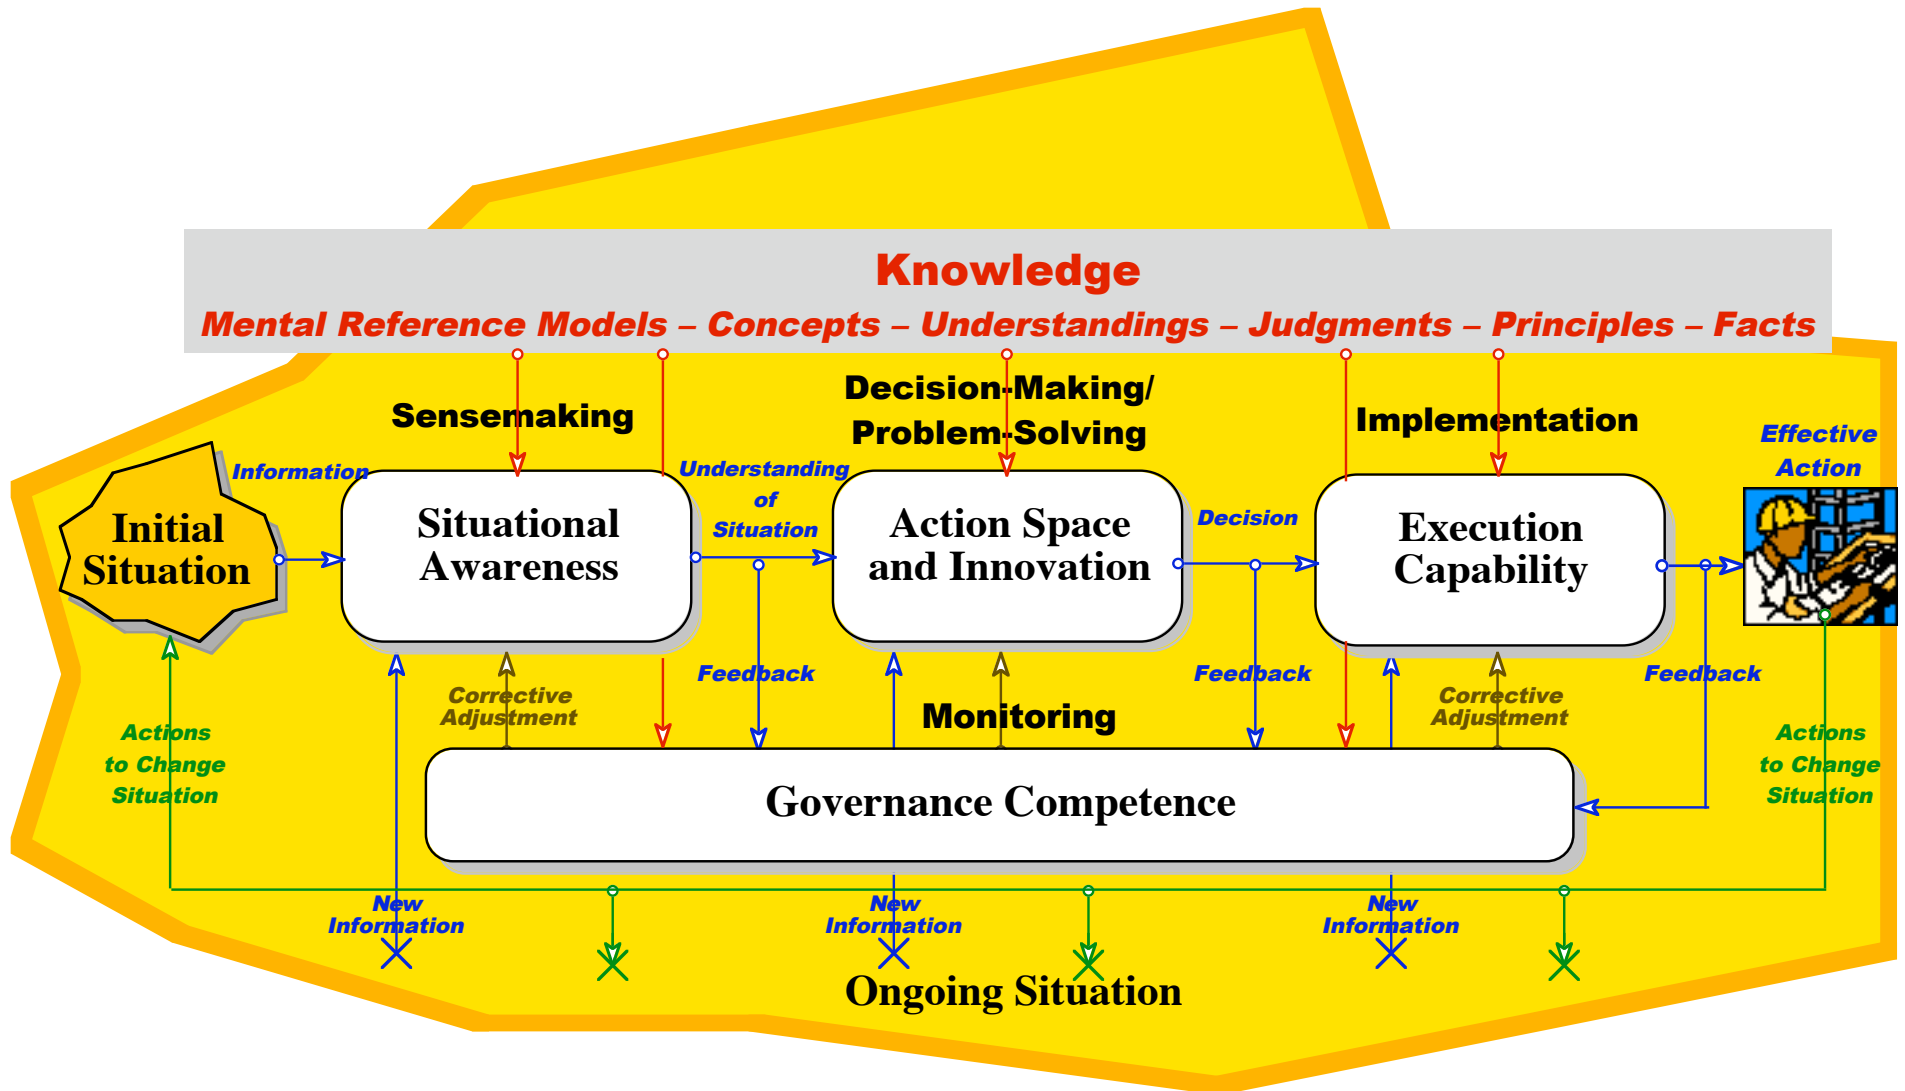 Knowledge
Mental Reference Models – Concepts – Understandings – Judgments – Principles – Facts
Sensemaking
Decision-Making/
Problem-Solving
Implementation
Effective
Action
Information
Understanding
of
Situation
Decision
Initial
Situation
Situational
Awareness
Action Space
and Innovation
Execution
Capability
Feedback
Feedback
Feedback
Corrective
Adjustment
Monitoring
Corrective
Adjustment
Actions
to Change
Situation
Actions
to Change
Situation
Governance Competence
New
Information
New
Information
New
Information
Ongoing Situation